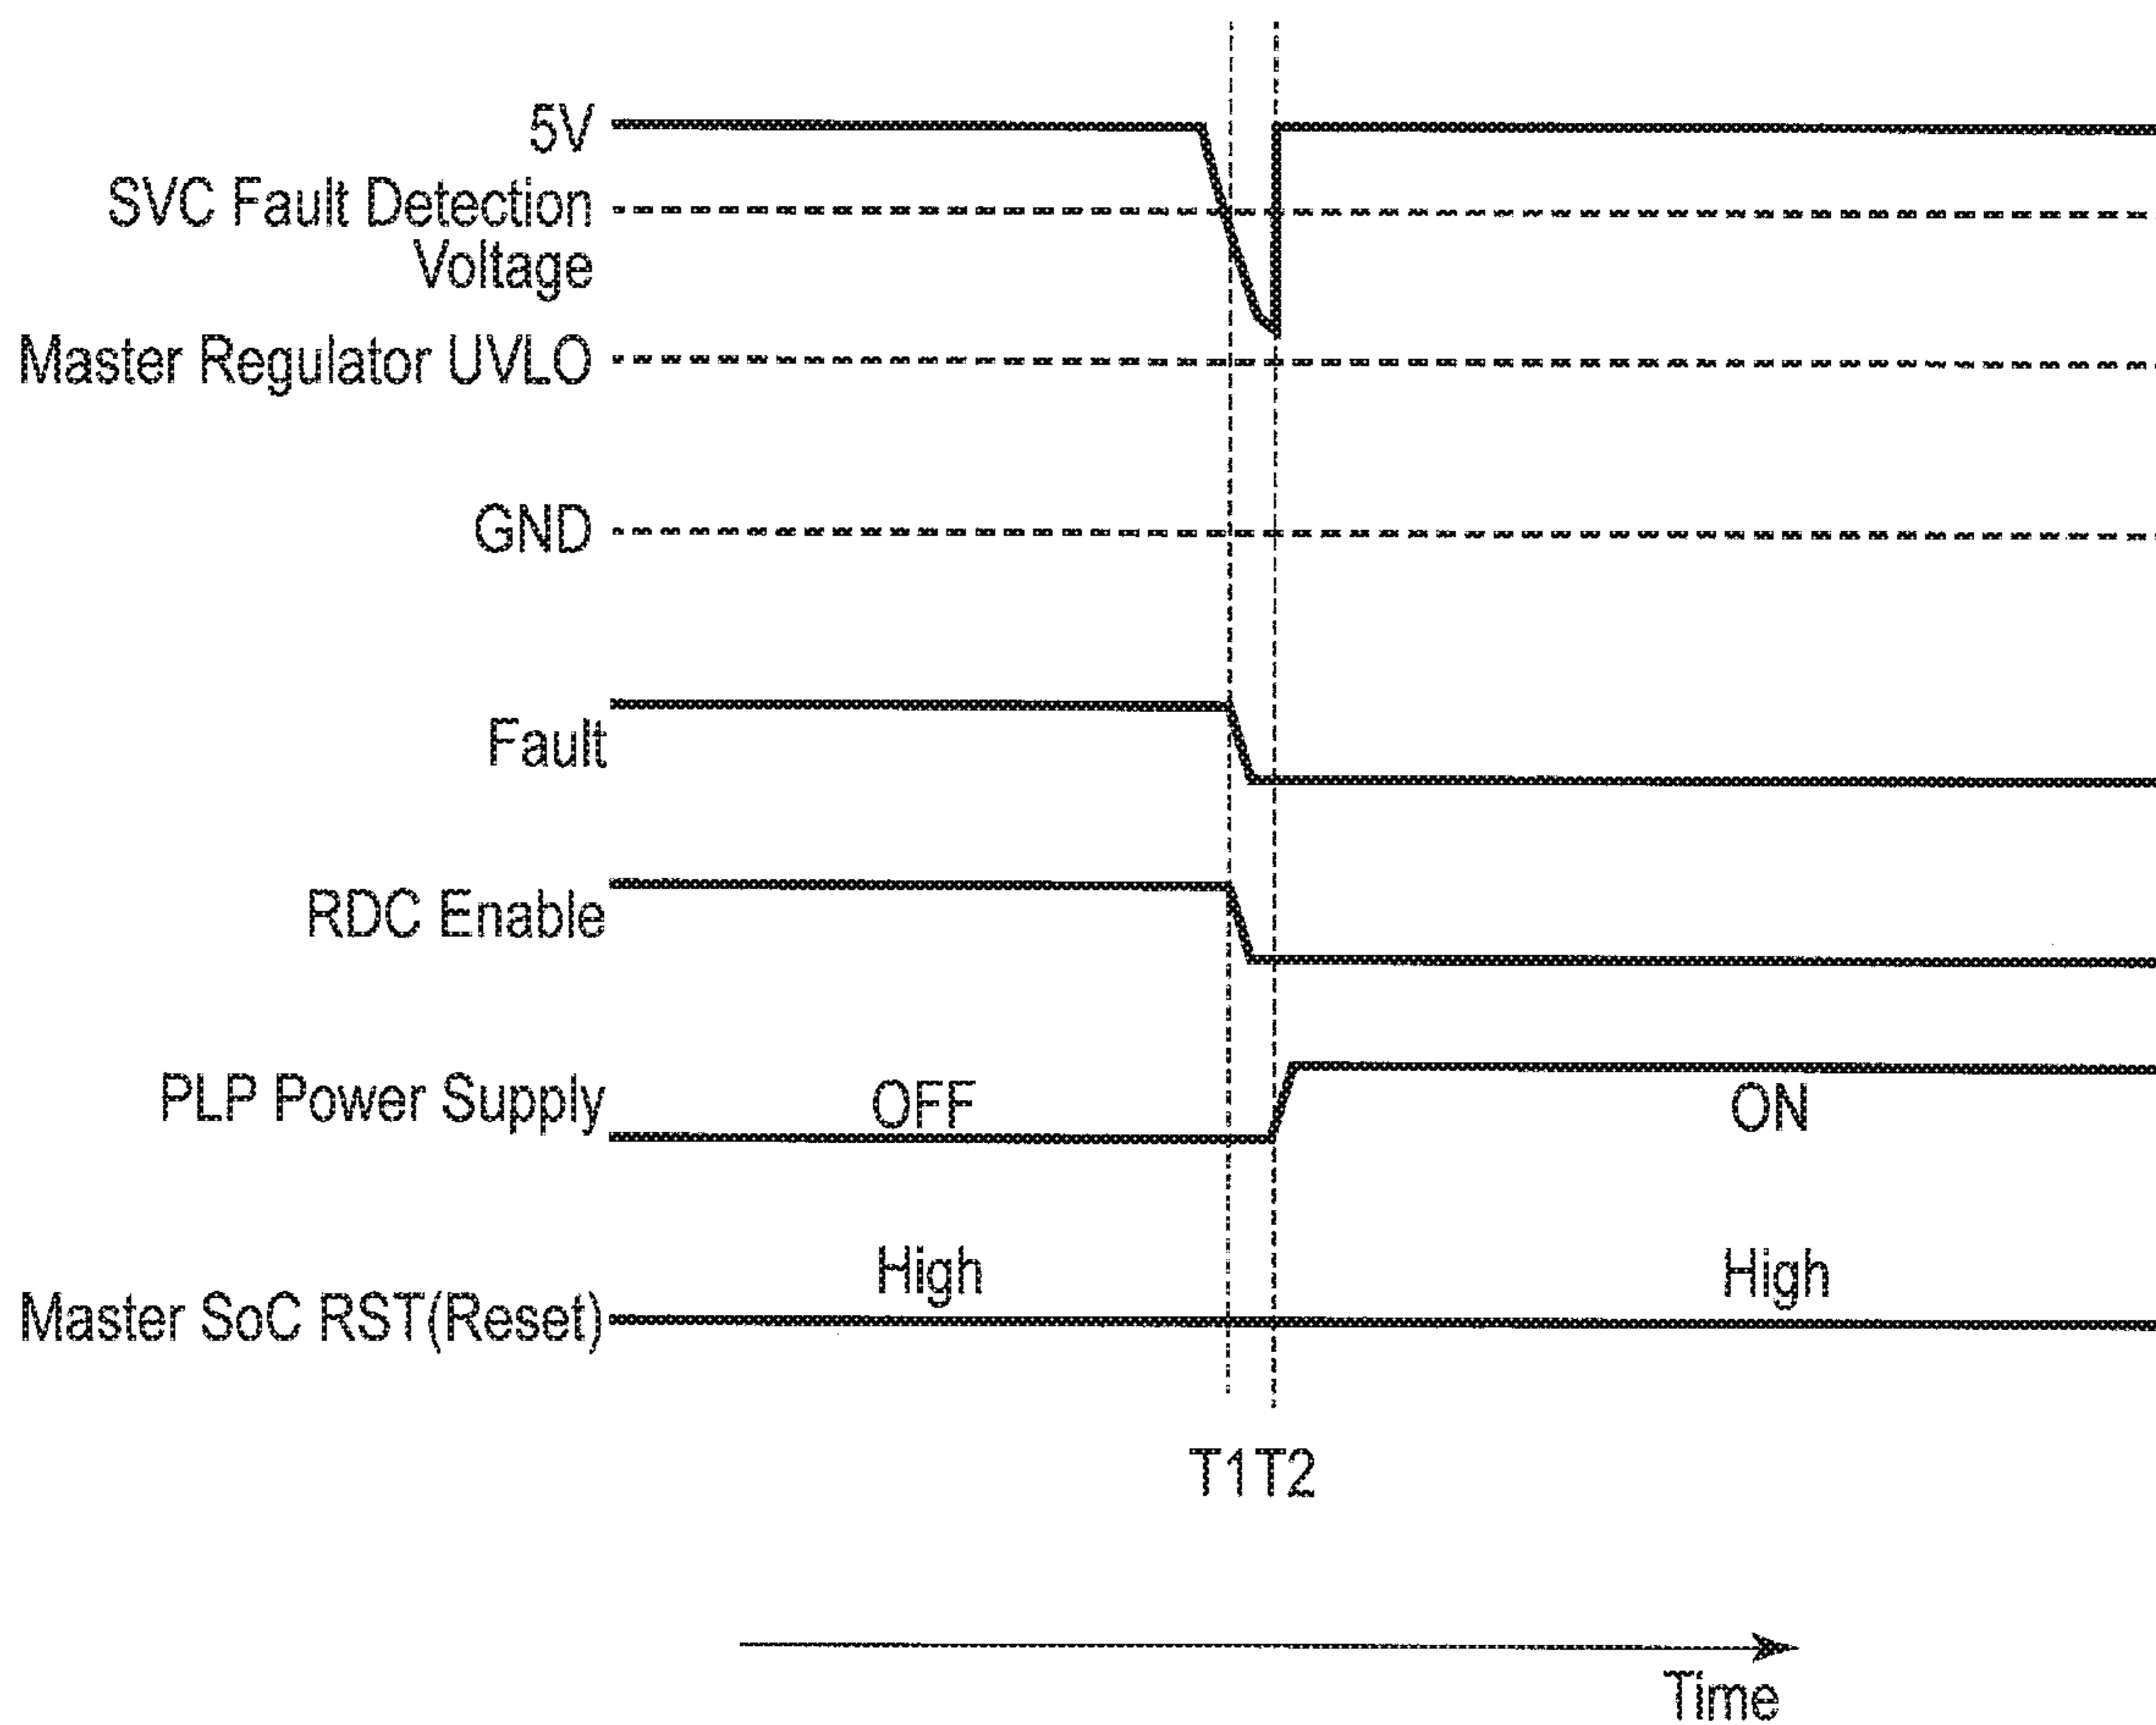 5V
SVC Fault Detection
Voltage
Master Regulator UVLO
GND
Fault
RDC Enable
PLP Power Supply
OFF
ON
High
High
Master SoC RST(Reset)
T1T2
Time